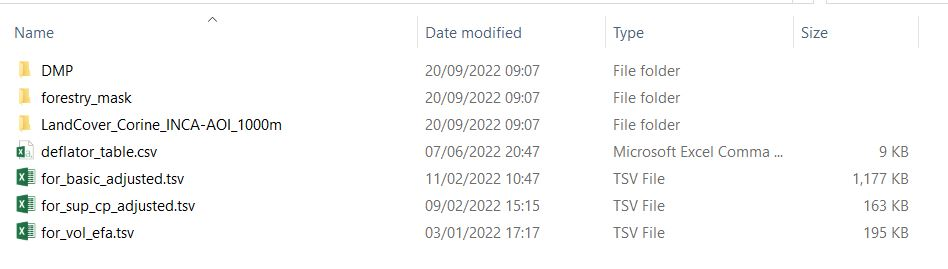 Name Date modified Type Size
DMP 20/09/2022 09:07 File folder
forestry_mask 20/09/2022 09:07 File folder
LandCover_Corine_INCA-AOI_1000m 20/09/2022 09:07 File folder
deflator_table.csv 07/06/2022 20:47 Microsoft Excel Comma ... 9 KB
for_basic_adjusted.tsv 11/02/2022 10:47 TSV File 1,177 KB
for_sup_cp_adjusted.tsv 09/02/2022 15:15 TSV File 163 KB
for_vol_efa.tsv 03/01/2022 17:17 TSV File 195 KB